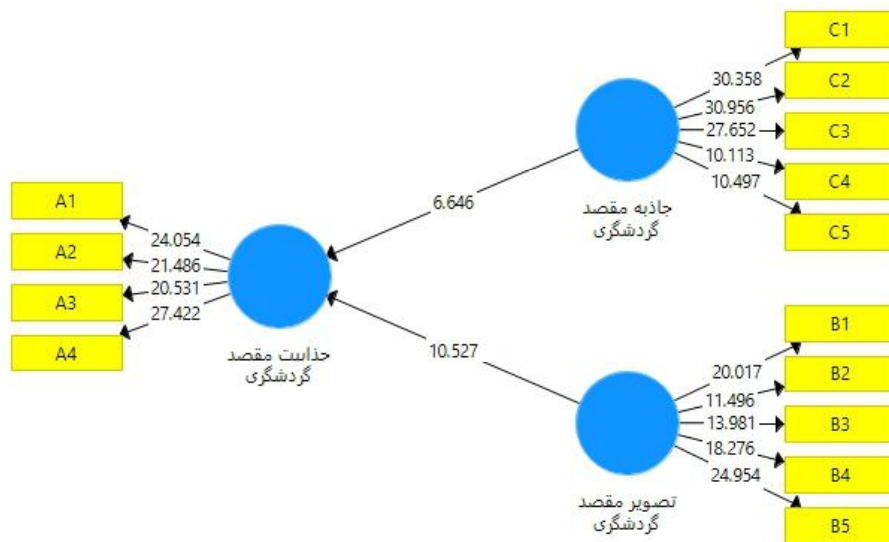 C1
C2
C3
C4
C5
30.358
30.956
27.652
10.113
10.497
جاذبه مقصد
گردشگری
6.646
A1
A2
A3
A4
24.054
21.486
20.531
27.422
جذابیت مقصد
گردشگری
10.527
B1
B2
B3
B4
B5
20.017
11.496
13.981
18.276
24.954
تصویر مقصد
گردشگری